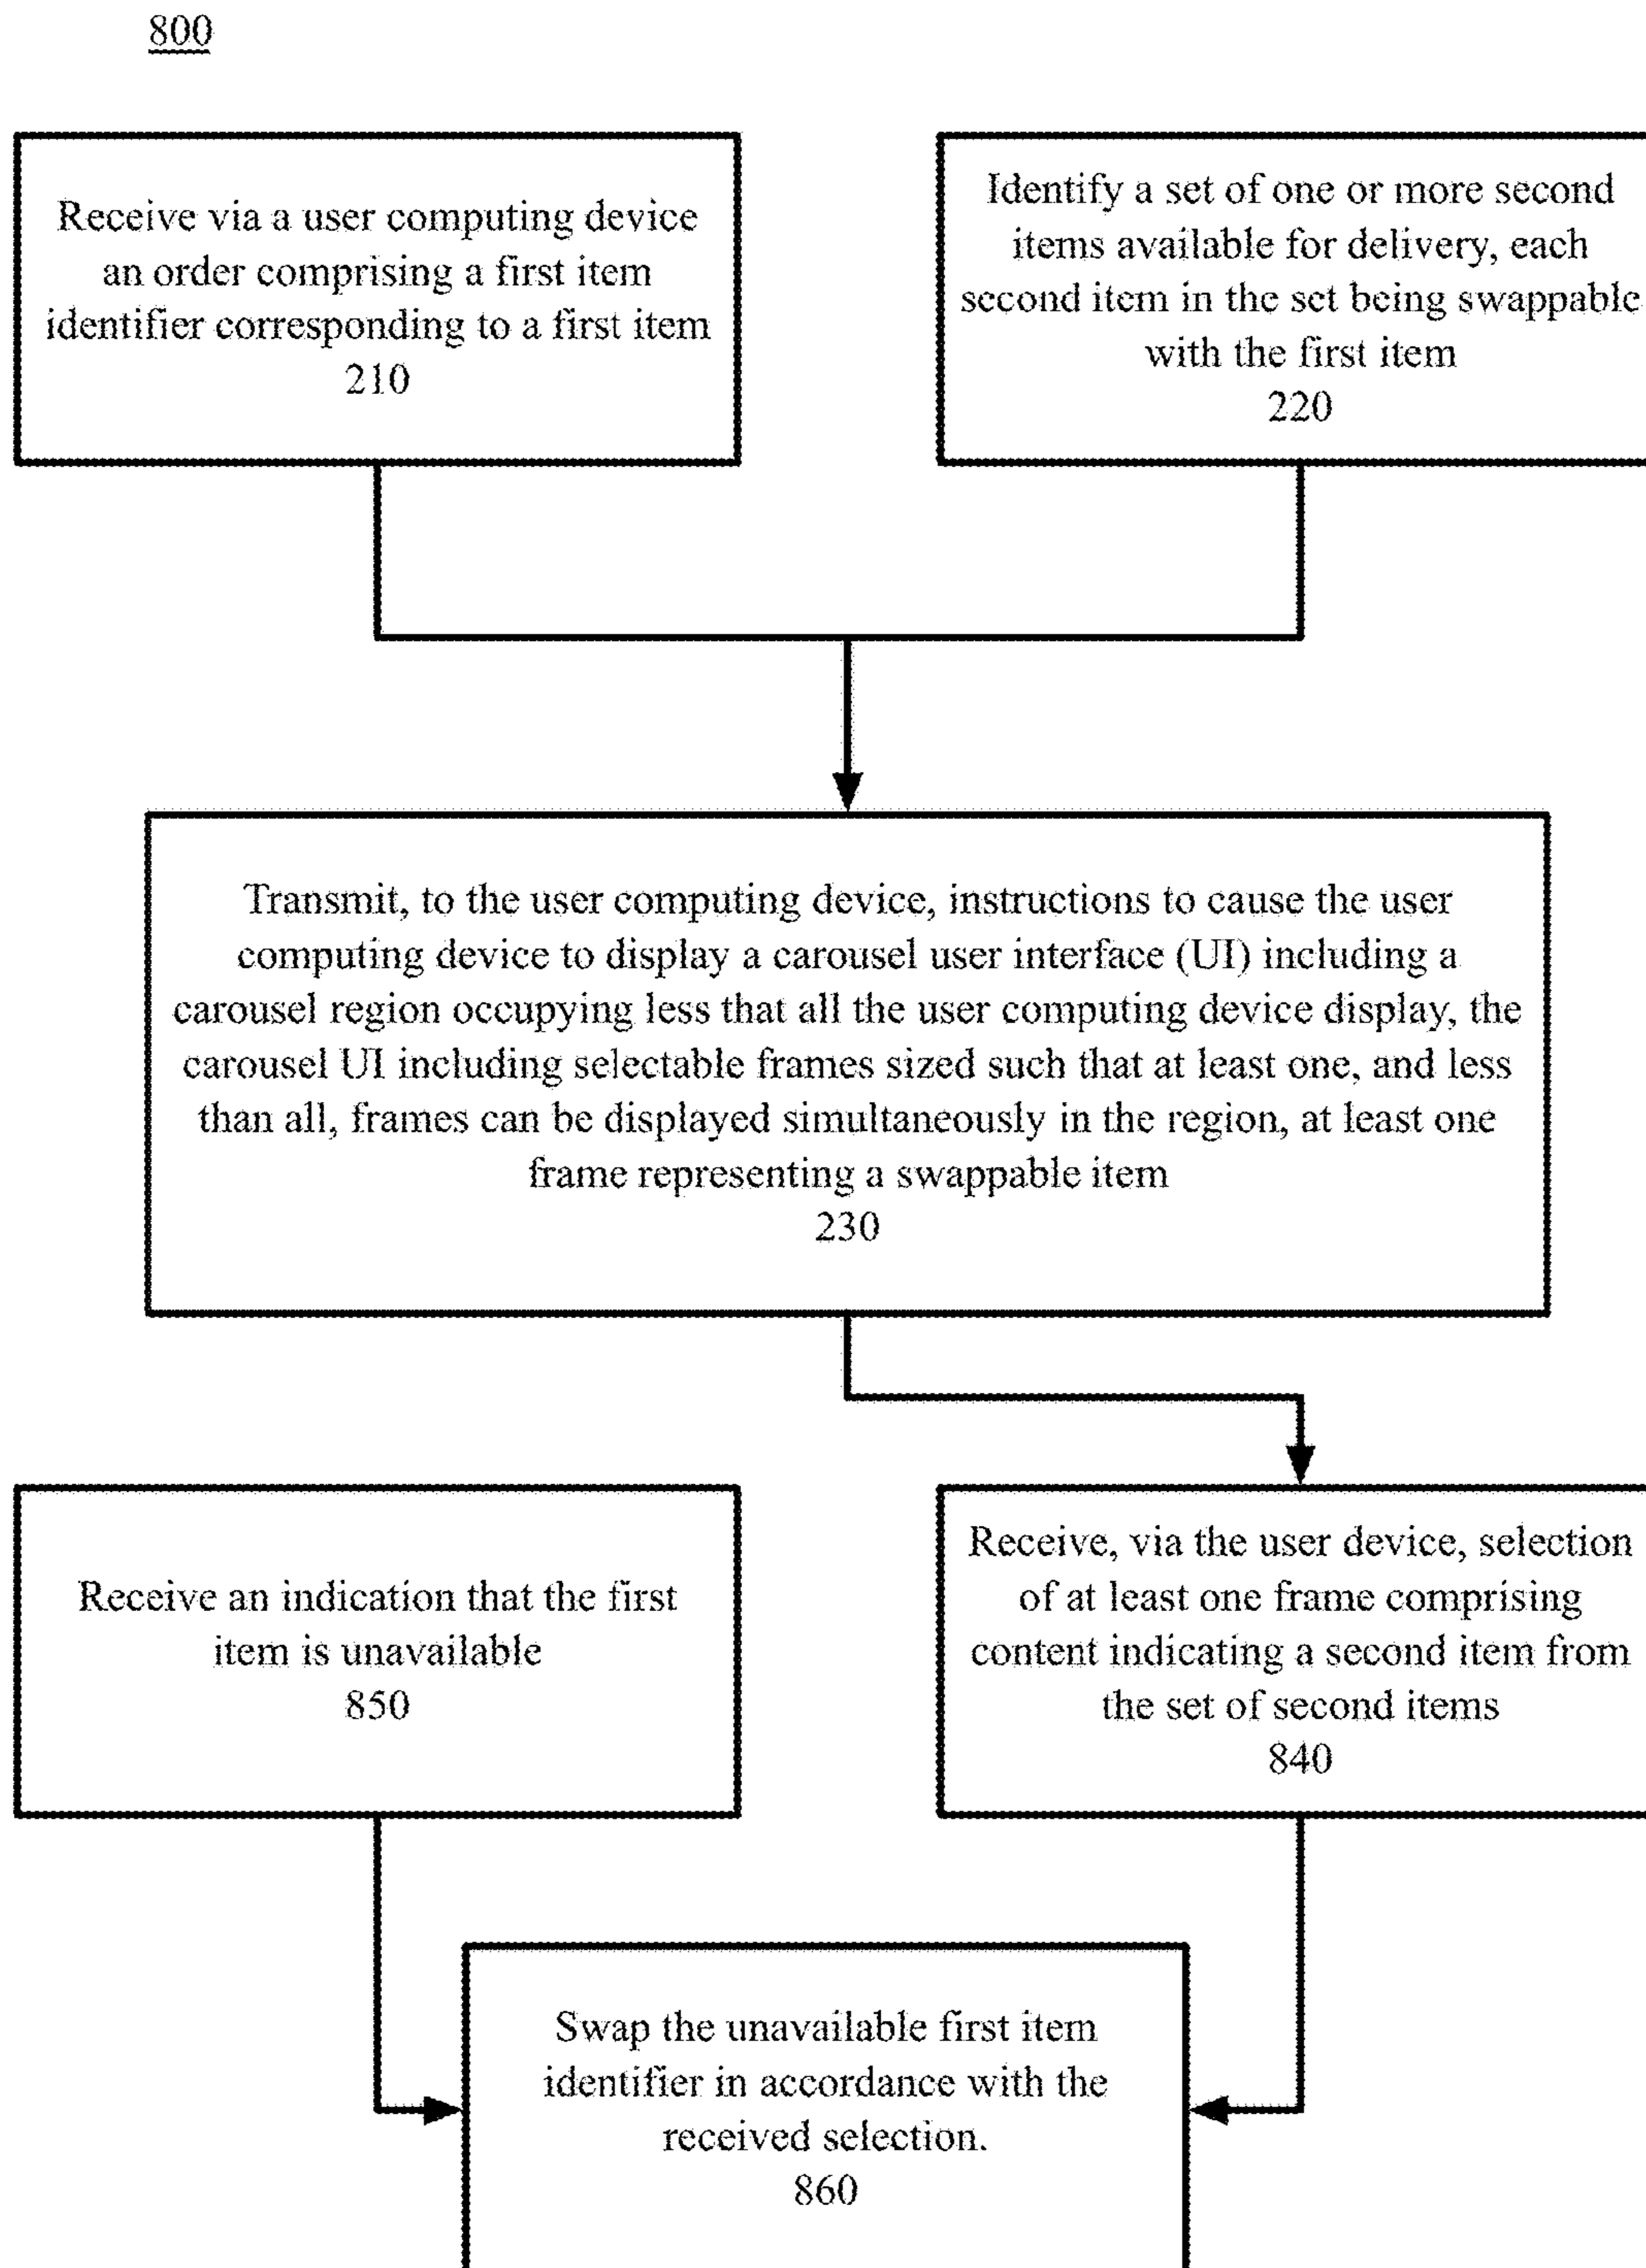 800
Receive via a user computing device
an order comprising a first item
identifier corresponding to a first item
210
Identify a set of one or more second
items available for delivery, each
second item in the set being swappable
with the first item
220
Transmit, to the user computing device, instructions to cause the user
computing device to display a carousel user interface (UI) including a
carousel region occupying less that all the user computing device display, the
carousel UI including selectable frames sized such that at least one, and less
than all, frames can be displayed simultaneously in the region, at least one
frame representing a swappable item
230
Receive an indication that the first
item is unavailable
850
Receive, via the user device, selection
of at least one frame comprising
content indicating a second item from
the set of second items
840
Swap the unavailable first item
identifier in accordance with the
received selection.
860